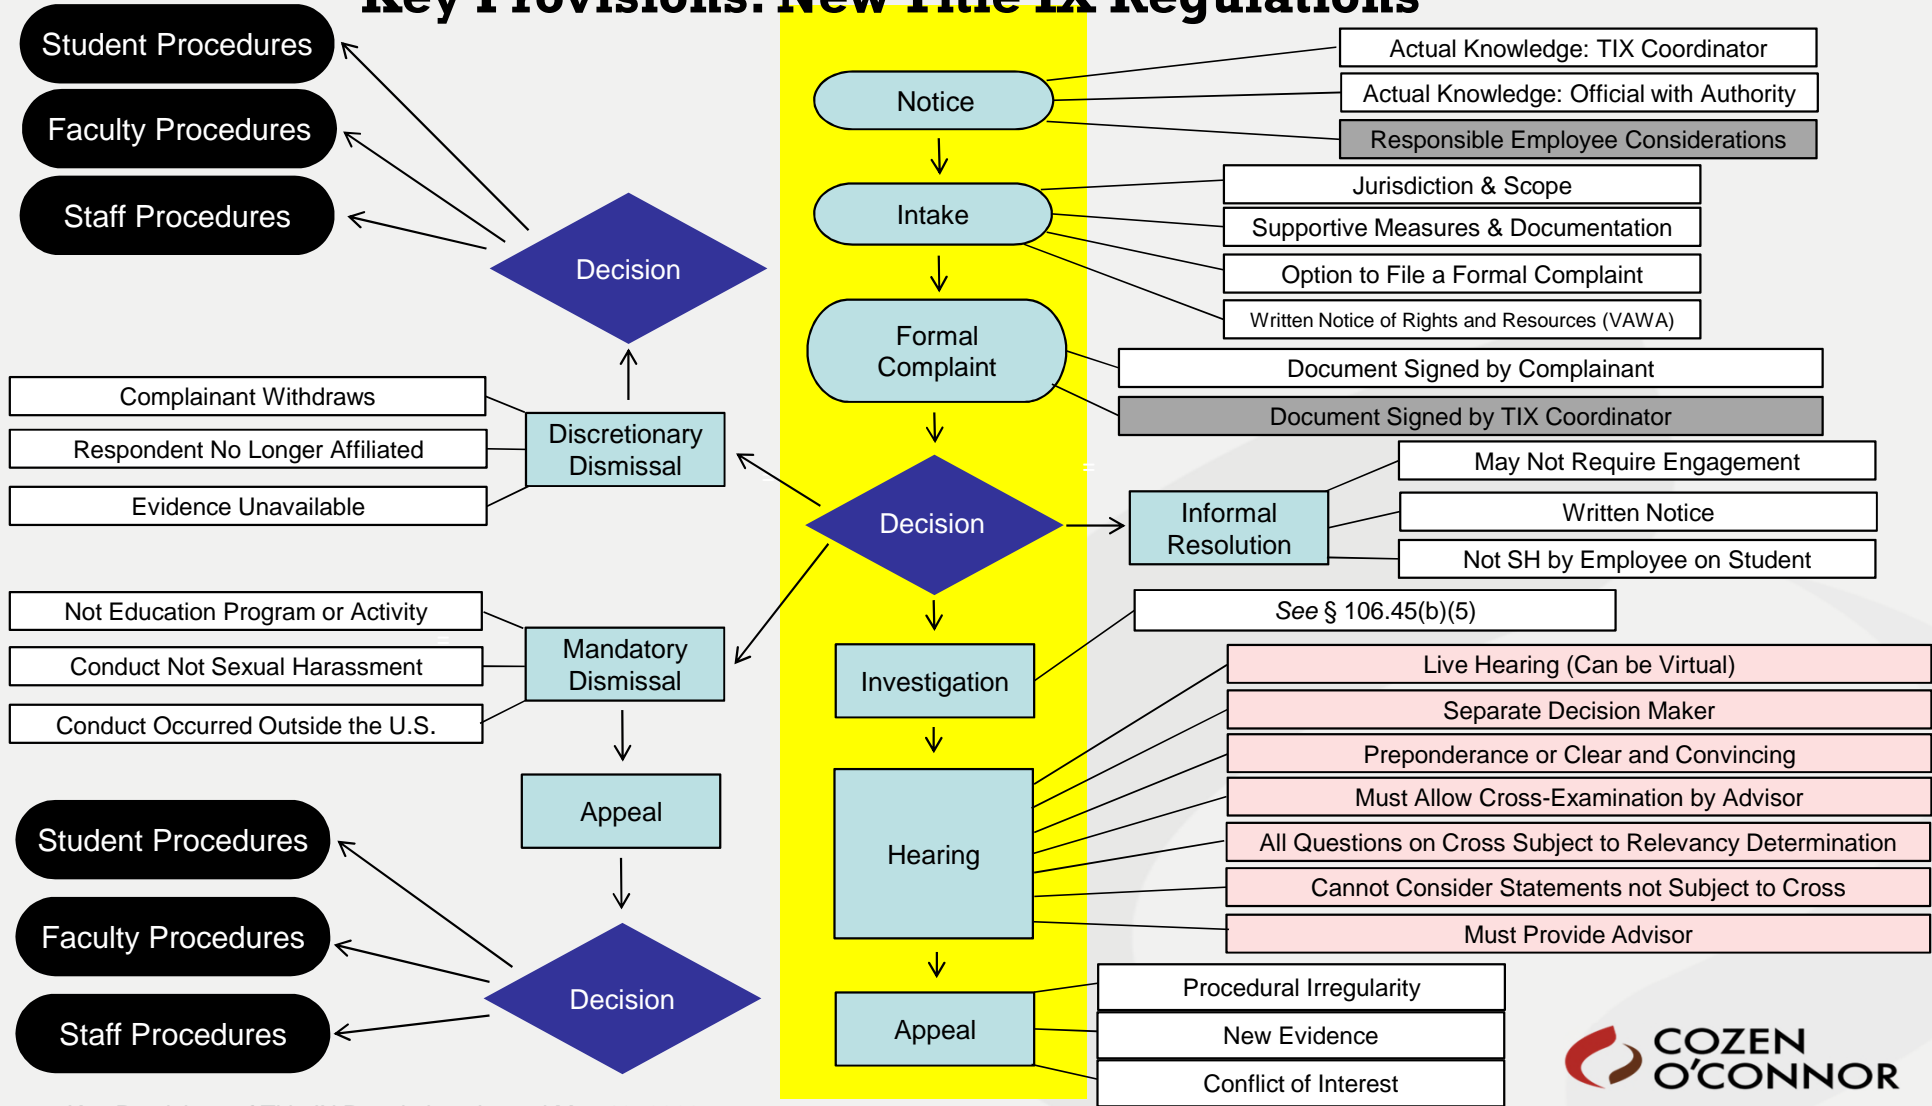 Key Provisions: New Title IX Regulations
Student Procedures
Faculty Procedures
Staff Procedures
Decision
Complainant Withdraws
Respondent No Longer Affiliated
Evidence Unavailable
Discretionary
Dismissal
Not Education Program or Activity
Conduct Not Sexual Harassment
Conduct Occurred Outside the U.S.
Mandatory
Dismissal
Appeal
Student Procedures
Faculty Procedures
Staff Procedures
Decision
Notice
Actual Knowledge: TIX Coordinator
Actual Knowledge: Official with Authority
Responsible Employee Considerations
Intake
Jurisdiction & Scope
Supportive Measures & Documentation
Option to File a Formal Complaint
Written Notice of Rights and Resources (VAWA)
Formal
Complaint
Document Signed by Complainant
Document Signed by TIX Coordinator
Decision
Informal
Resolution
May Not Require Engagement
Written Notice
Not SH by Employee on Student
Investigation
See § 106.45(b)(5)
Hearing
Live Hearing (Can be Virtual)
Separate Decision Maker
Preponderance or Clear and Convincing
Must Allow Cross-Examination by Advisor
All Questions on Cross Subject to Relevancy Determination
Cannot Consider Statements not Subject to Cross
Must Provide Advisor
Appeal
Procedural Irregularity
New Evidence
Conflict of Interest
COZEN
O'CONNOR